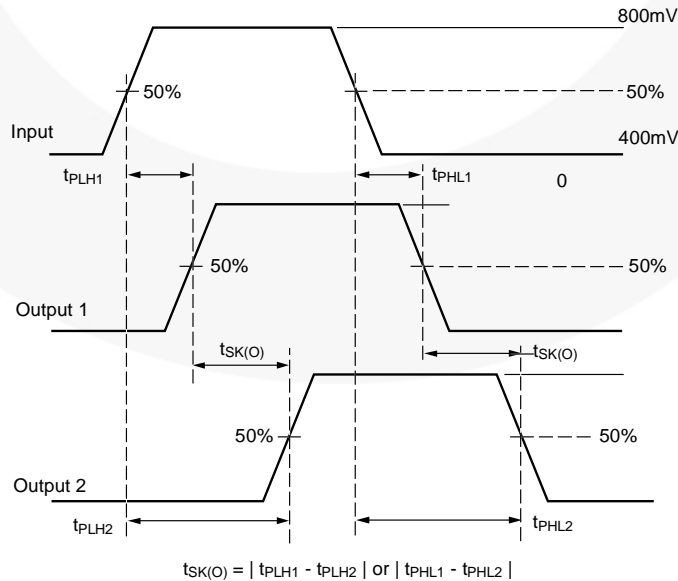 800mV
50%
50%
Input
400mV
tPLH1
tPHL1
0
50%
50%
Output 1
tSK(O)
tSK(O)
50%
50%
Output 2
tPLH2
tPHL2
tSK(O) = | tPLH1 - tPLH2 | or | tPHL1 - tPHL2 |